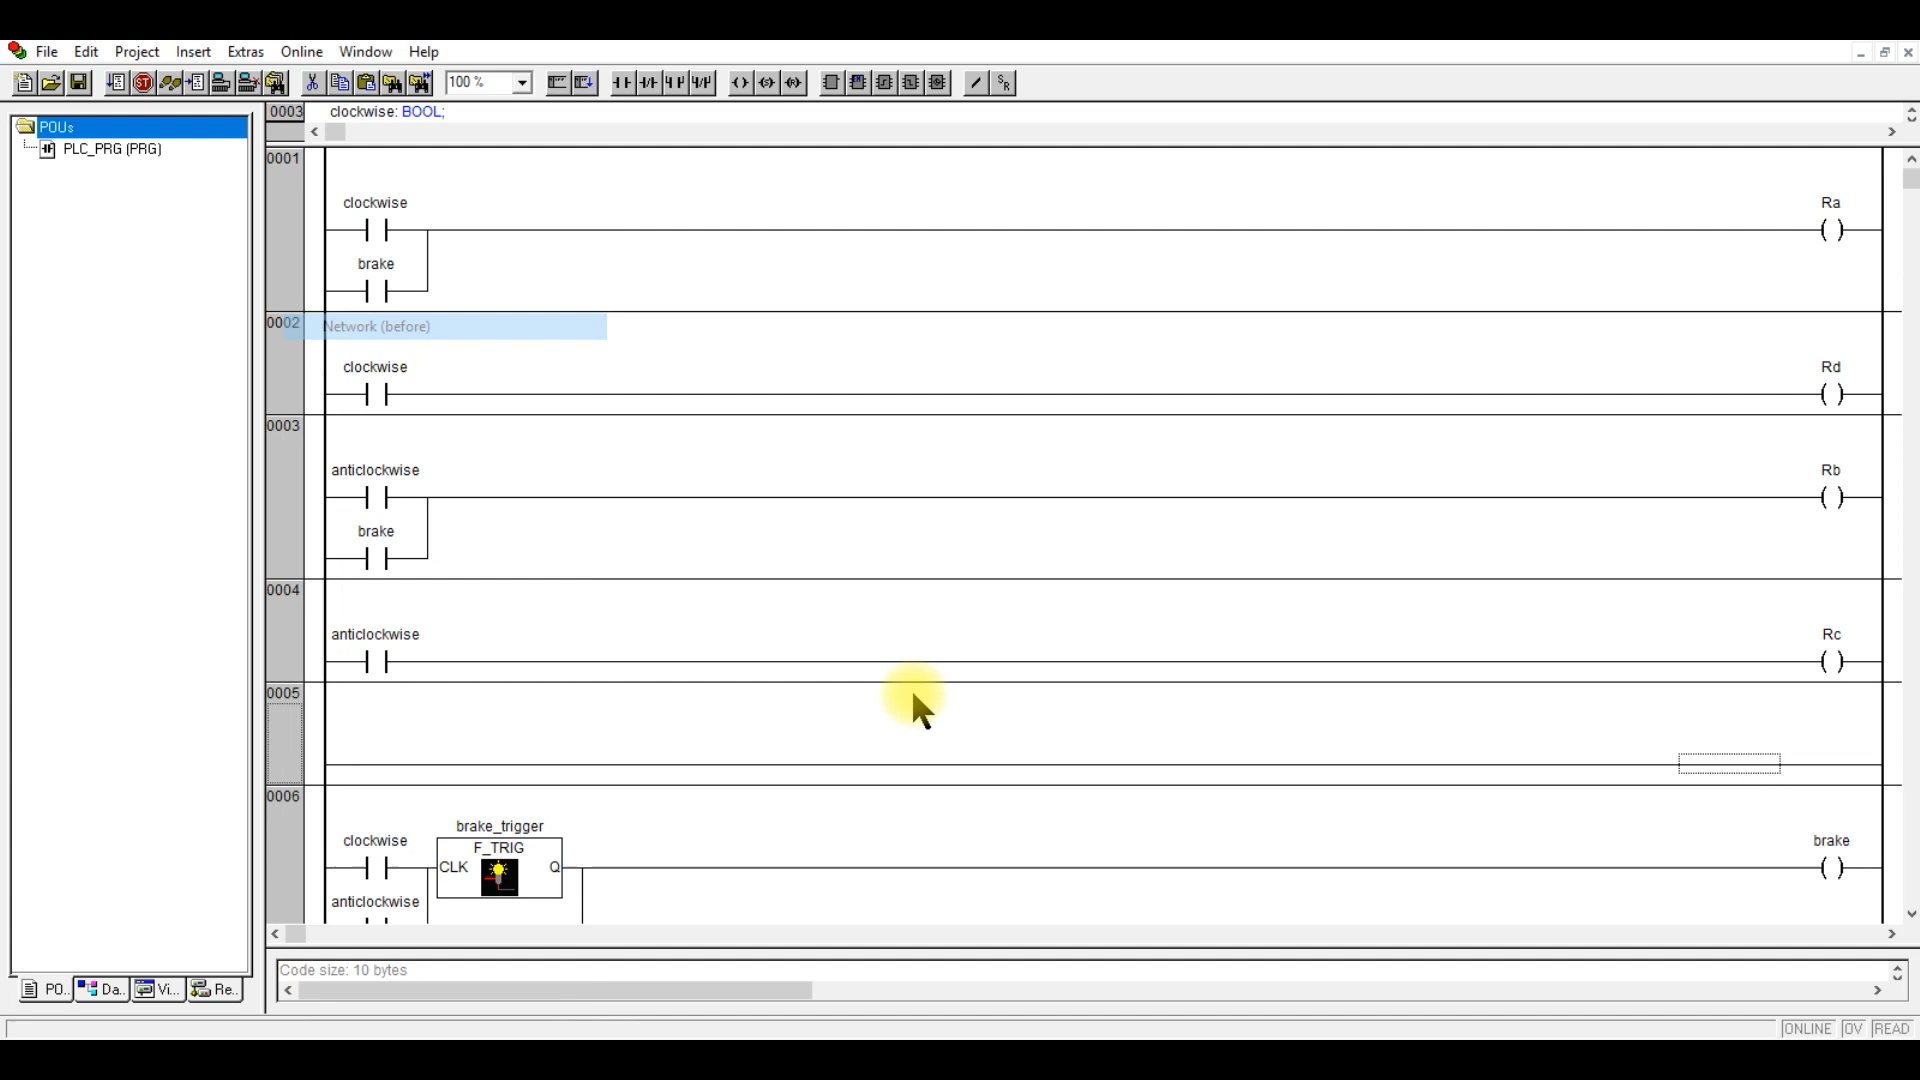 File Edit Project Insert Extras Online Window Help
100 %
POUs
PLC_PRG (PRG)
0003 clockwise: BOOL;
0001
clockwise Ra
brake
0002 Network (before)
clockwise Rd
0003
anticlockwise Rb
brake
0004
anticlockwise Rc
0005
0006
brake_trigger
clockwise F_TRIG brake
CLK Q
anticlockwise
Code size: 10 bytes
PO.. Da.. Vi... Re..
ONLINE OV READ